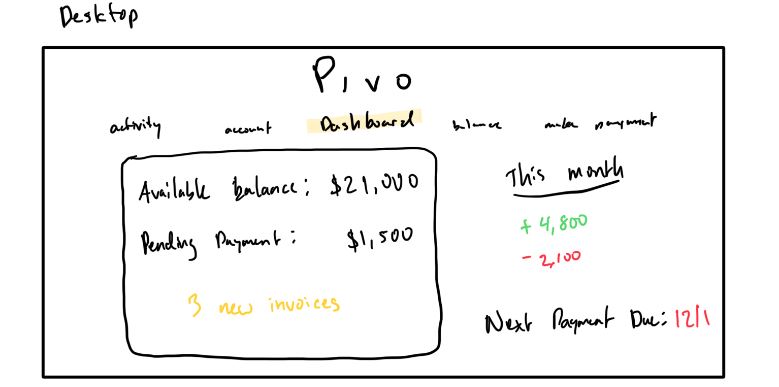 Desktop
Pivo
activity account Dashboard balance make payment
Available balance: $21,000
Pending Payment: $1,500
3 new invoices
This month
+ 4,800
- 2,100
Next Payment Due: 12/1